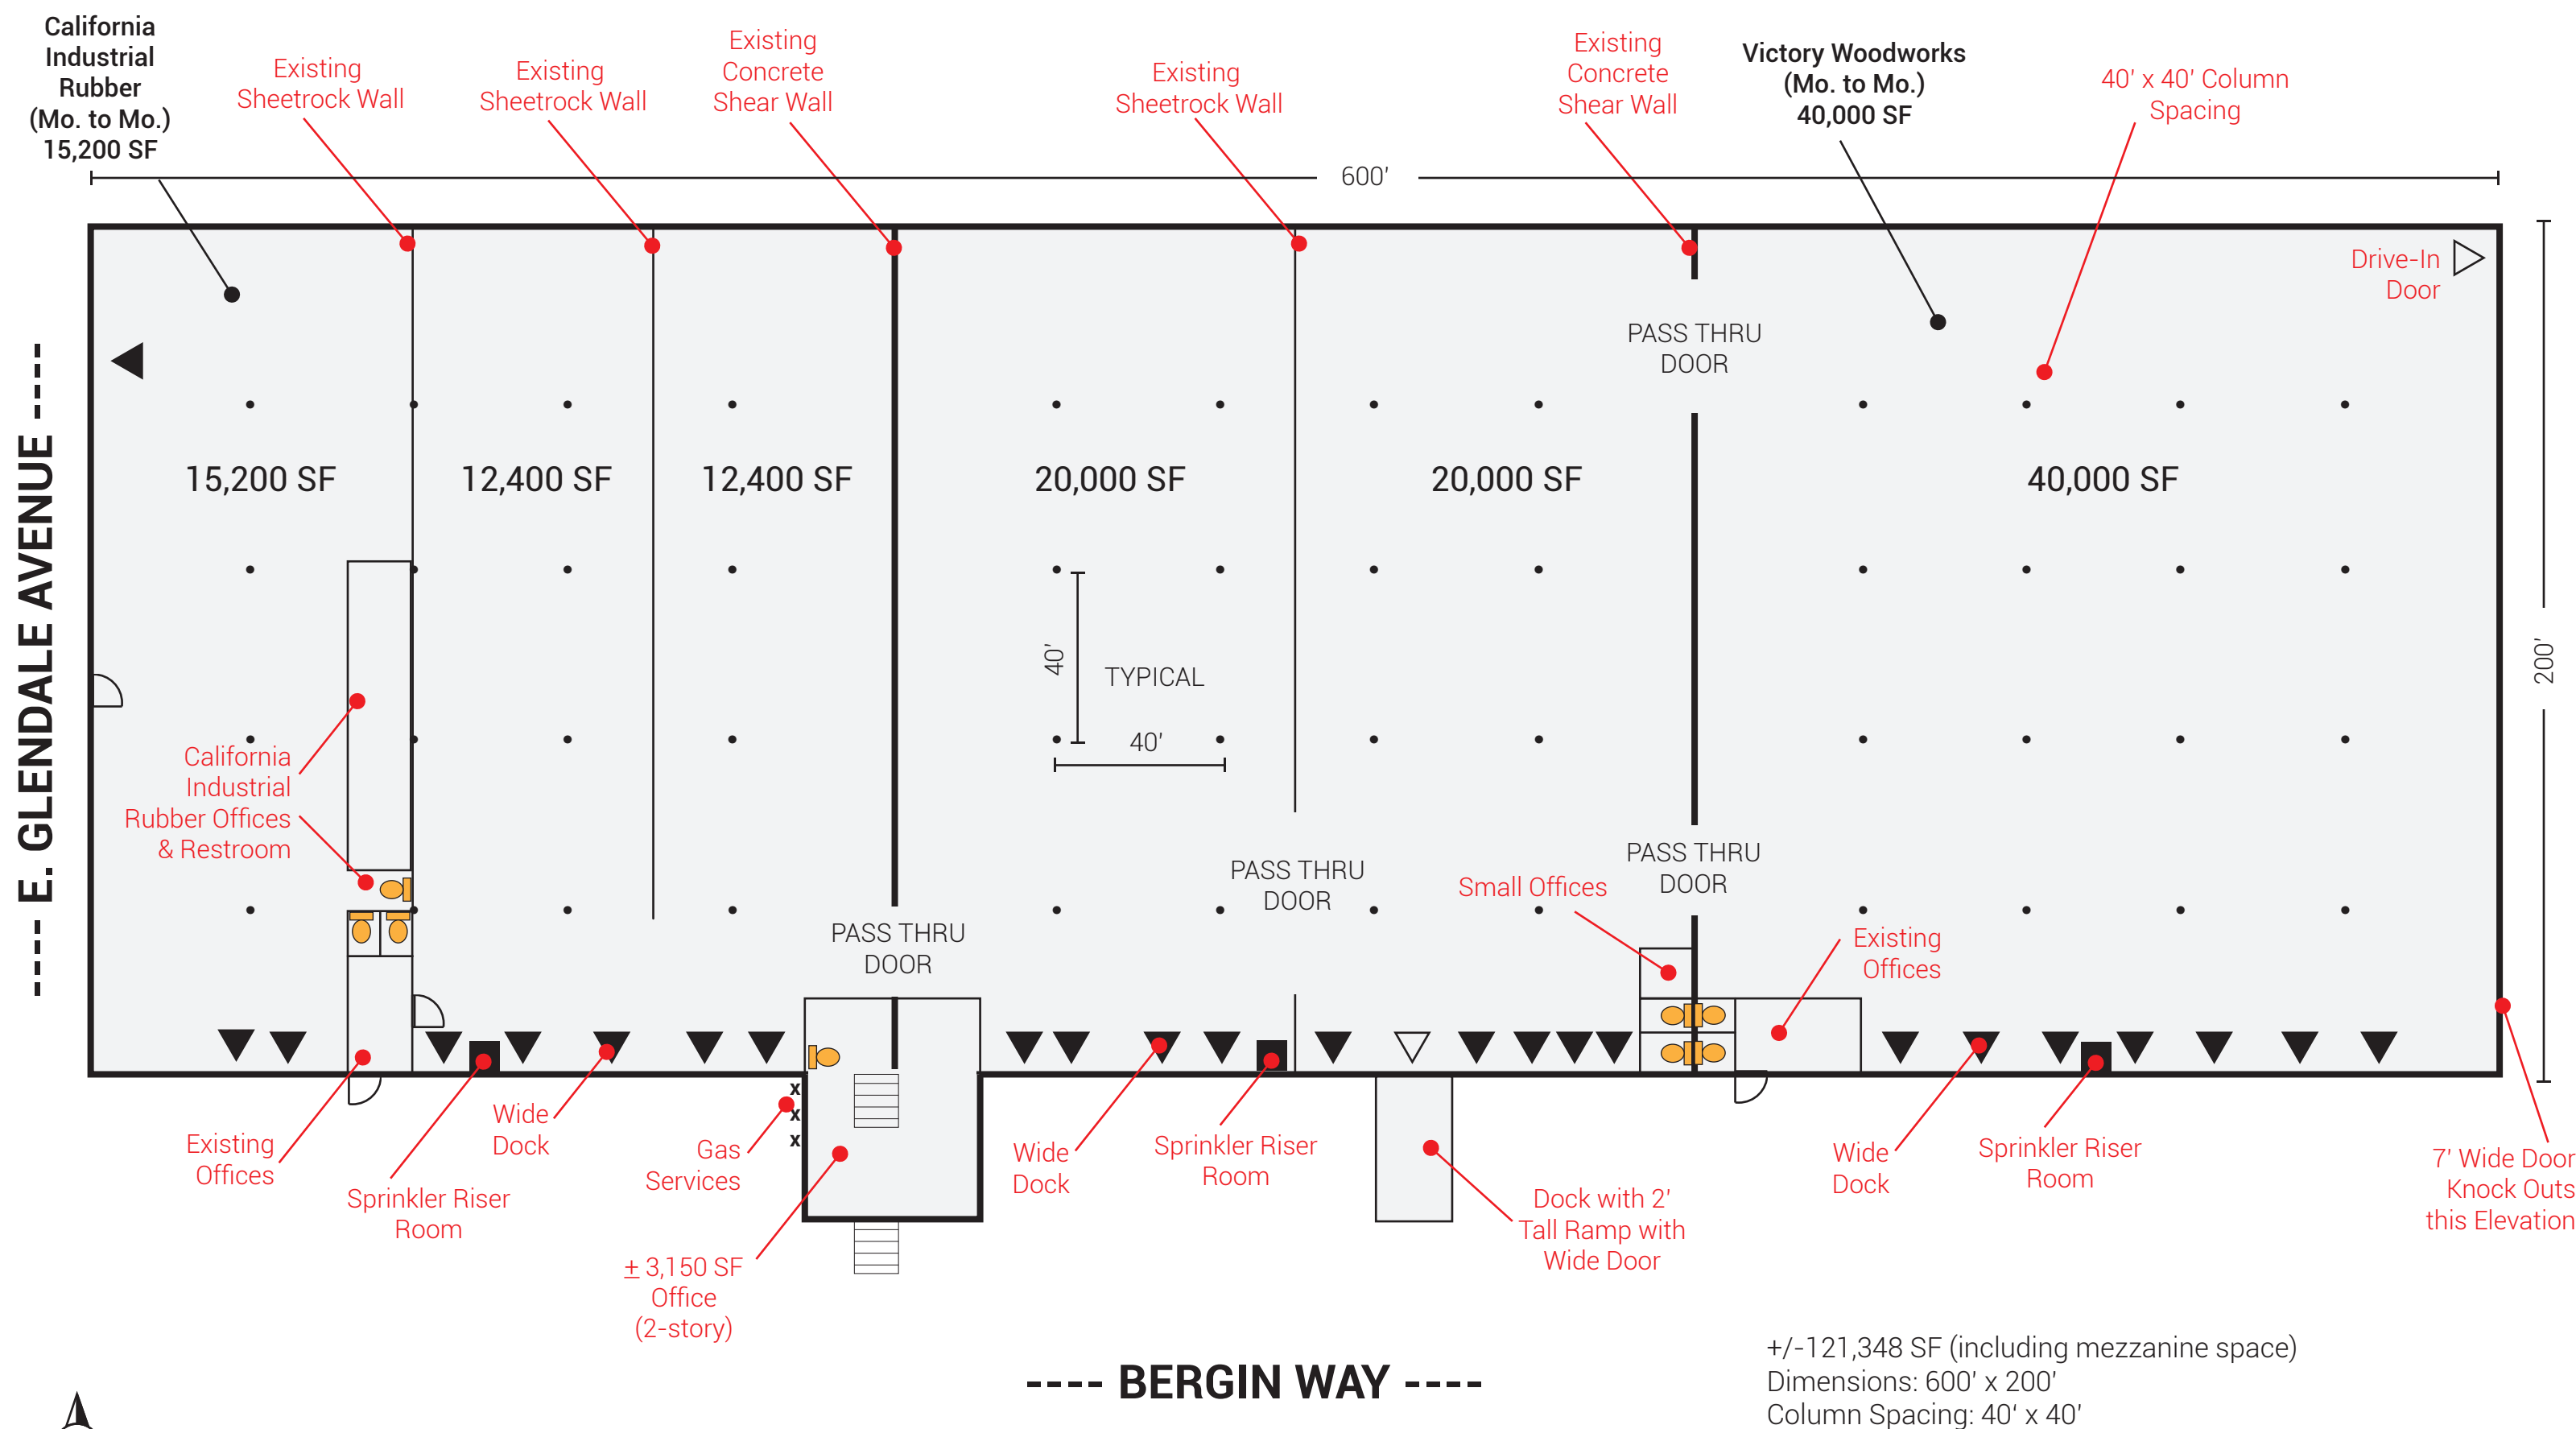 California
Industrial
Rubber
(Mo. to Mo.)
15,200 SF
Existing
Sheetrock Wall
Existing
Sheetrock Wall
Existing
Concrete
Shear Wall
Existing
Sheetrock Wall
Existing
Concrete
Shear Wall
Victory Woodworks
(Mo. to Mo.)
40,000 SF
40' x 40' Column
Spacing
600'
Drive-In
Door
PASS THRU
DOOR
---- E. GLENDALE AVENUE ----
15,200 SF
12,400 SF
12,400 SF
20,000 SF
20,000 SF
40,000 SF
200'
40'
TYPICAL
40'
California
Industrial
Rubber Offices
& Restroom
PASS THRU
DOOR
PASS THRU
DOOR
PASS THRU
DOOR
Small Offices
Existing
Offices
x
x
x
Existing
Offices
Sprinkler Riser
Room
Wide
Dock
Gas
Services
± 3,150 SF
Office
(2-story)
Wide
Dock
Sprinkler Riser
Room
Dock with 2'
Tall Ramp with
Wide Door
Wide
Dock
Sprinkler Riser
Room
7' Wide Door
Knock Outs
this Elevation
---- BERGIN WAY ----
+/-121,348 SF (including mezzanine space)
Dimensions: 600' x 200'
Column Spacing: 40' x 40'